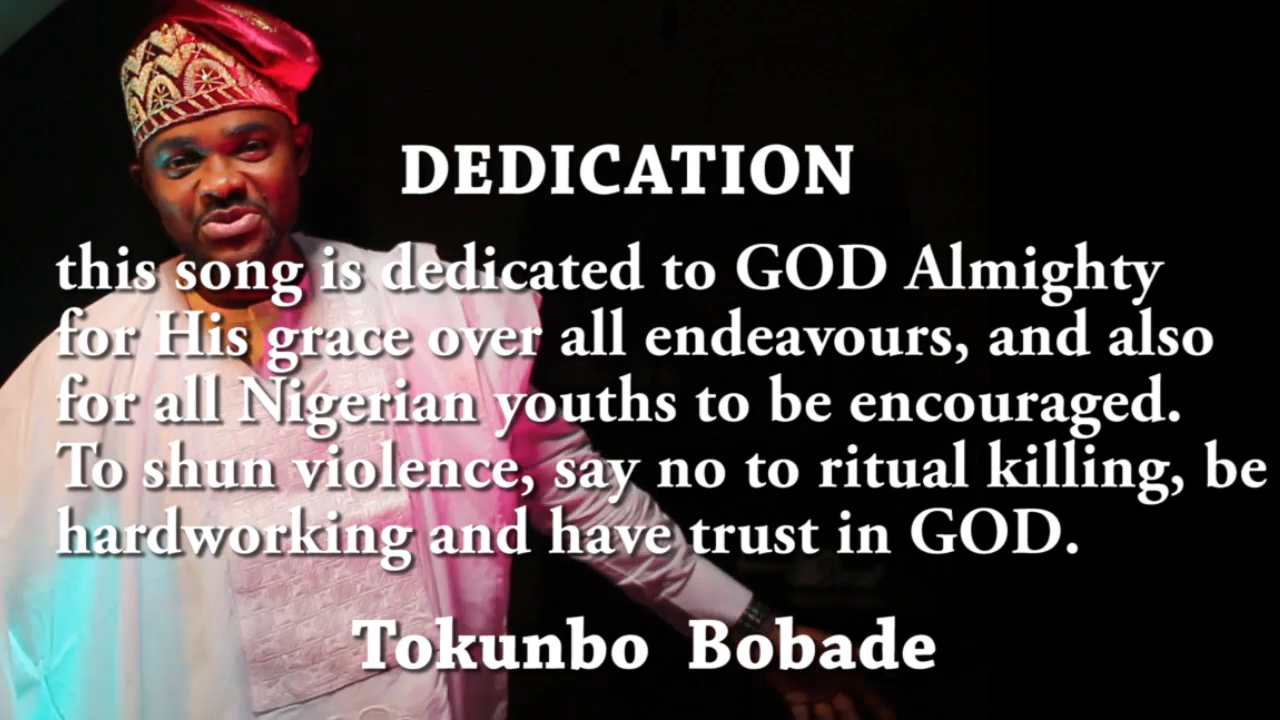 DEDICATION
this song is dedicated to GOD Almighty
for His grace over all endeavours, and also
for all Nigerian youths to be encouraged.
To shun violence, say no to ritual killing, be
hardworking and have trust in GOD.
Tokunbo Bobade